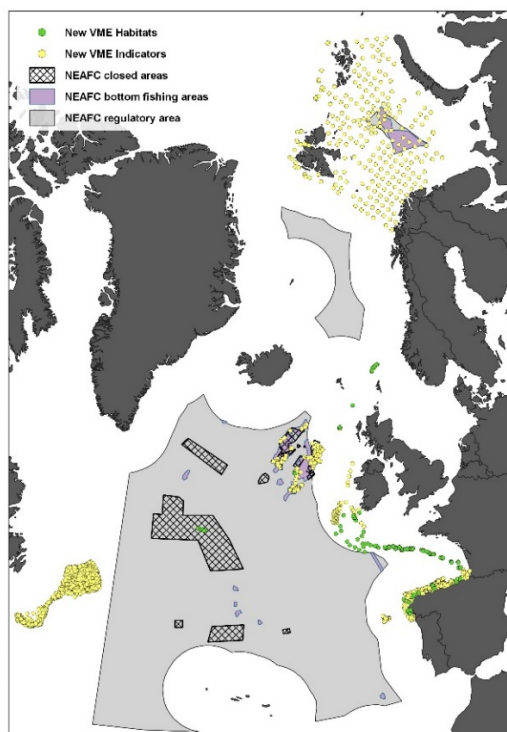 New VME Habitats
New VME Indicators
NEAFC closed areas
NEAFC bottom fishing areas
NEAFC regulatory area